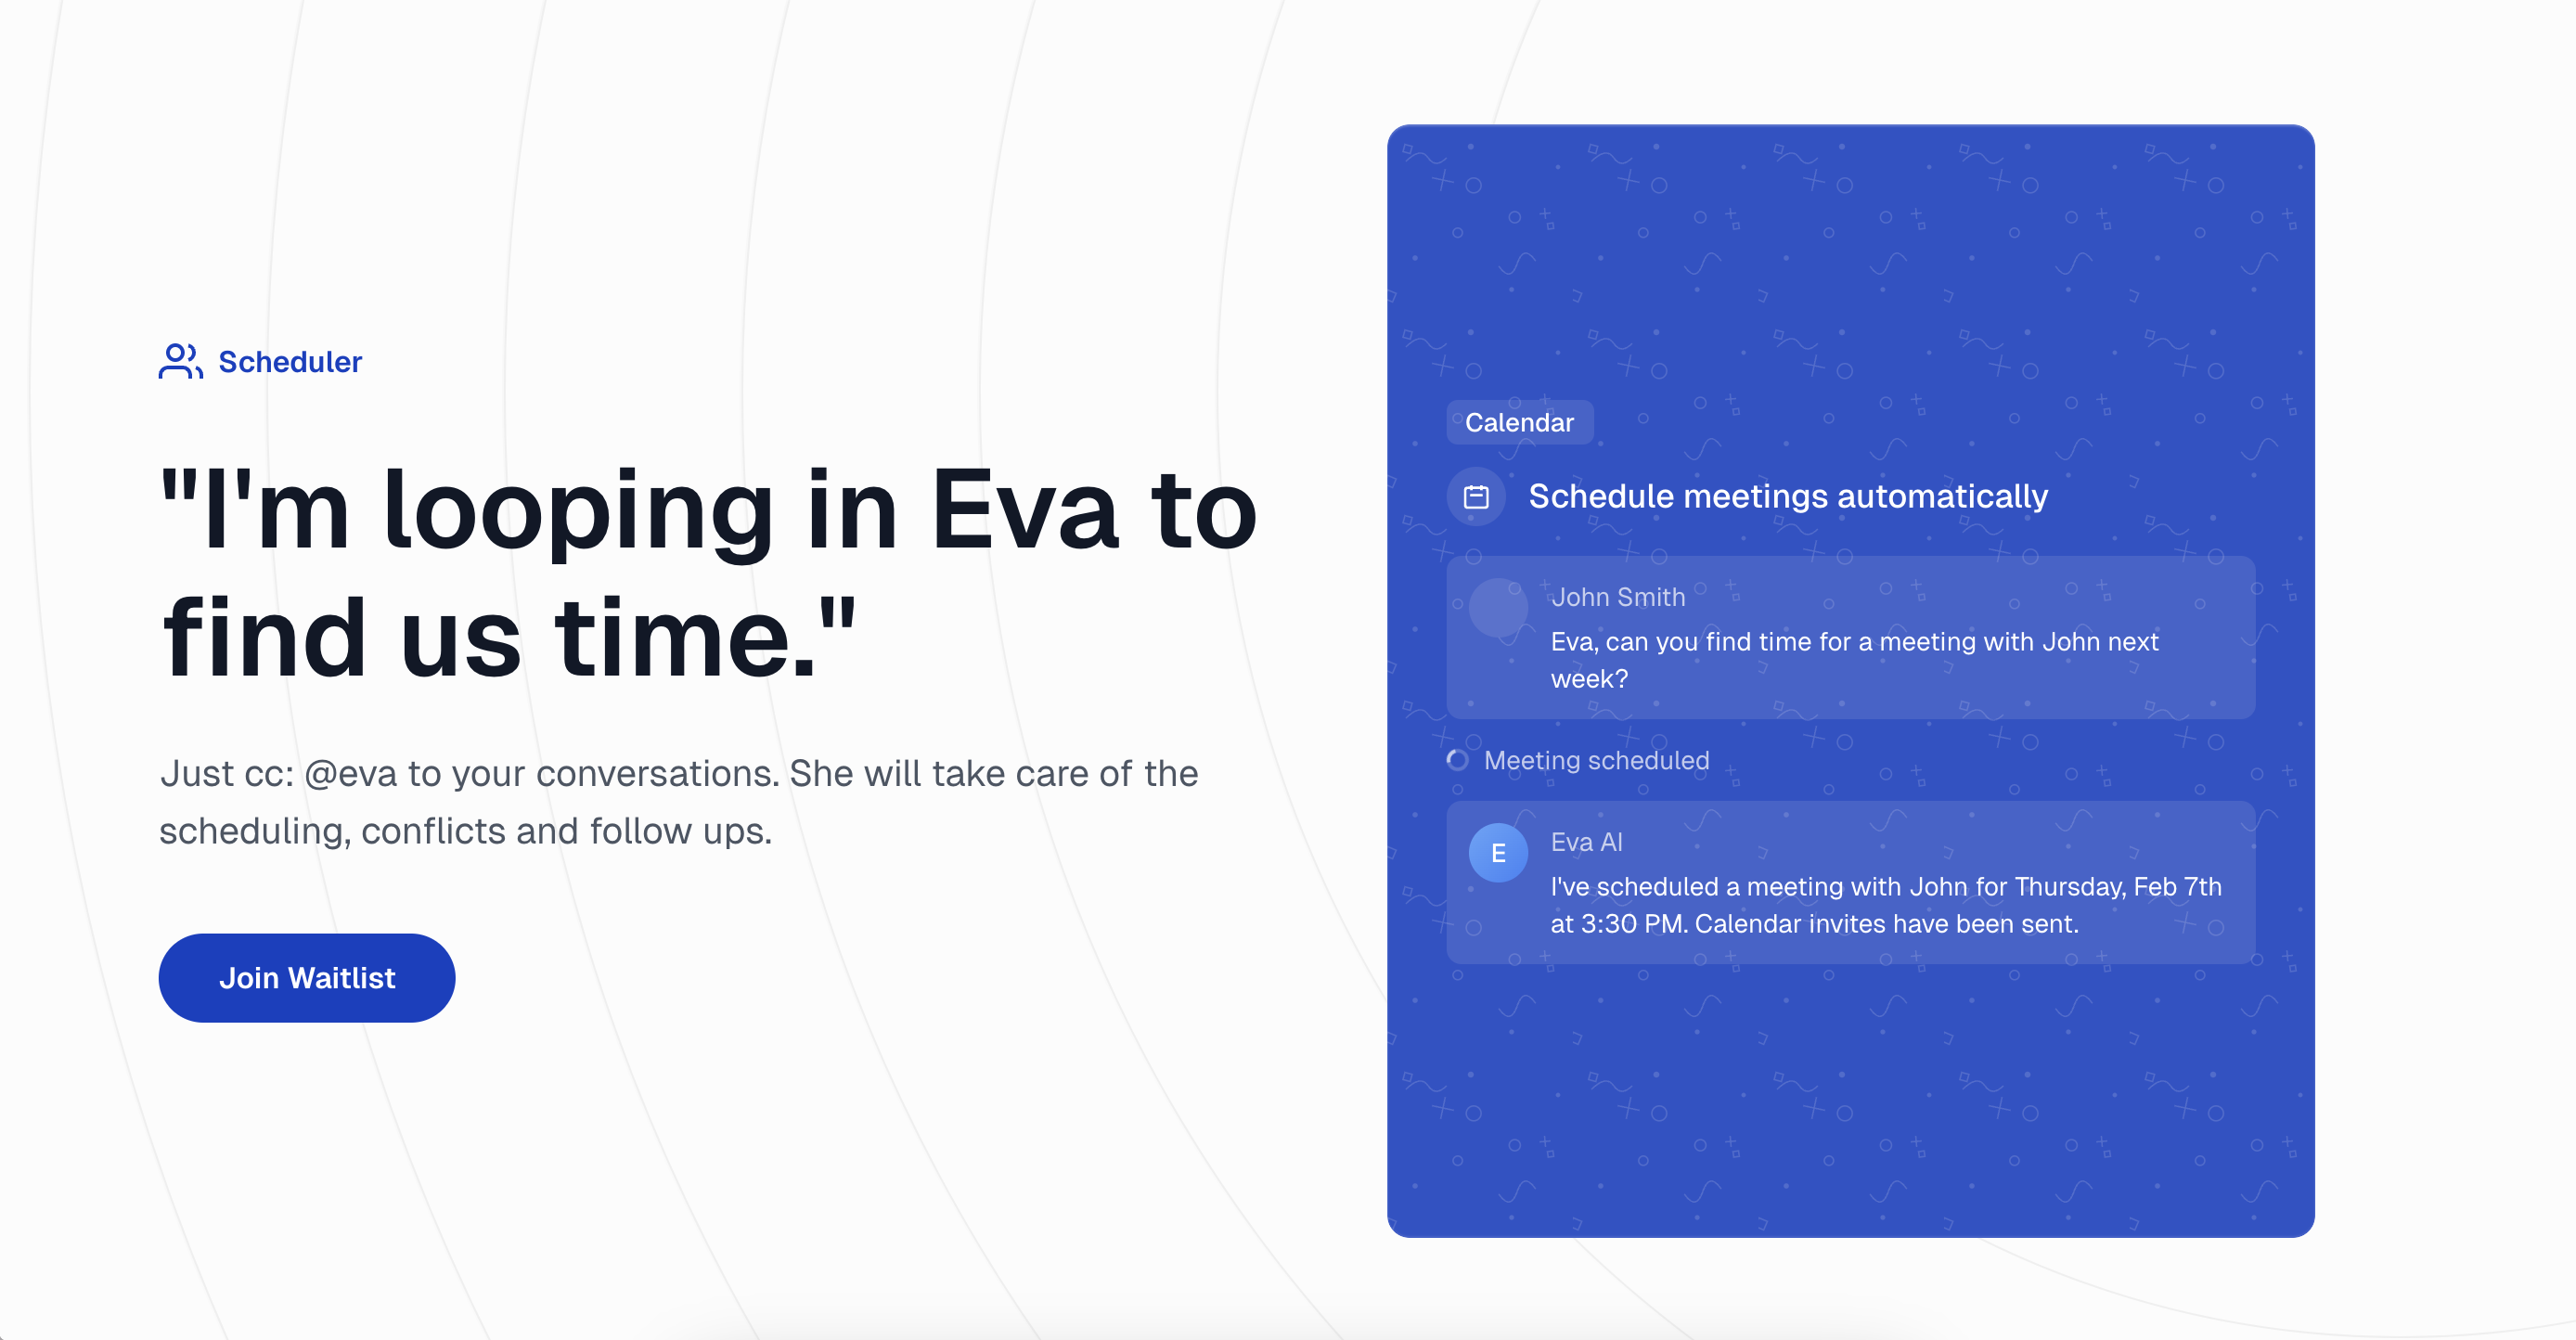 Scheduler
"I'm looping in Eva to
find us time."
Just cc: @eva to your conversations. She will take care of the
scheduling, conflicts and follow ups.
Join Waitlist
Calendar
Schedule meetings automatically
John Smith
Eva, can you find time for a meeting with John next
week?
Meeting scheduled
E
Eva AI
I've scheduled a meeting with John for Thursday, Feb 7th
at 3:30 PM. Calendar invites have been sent.